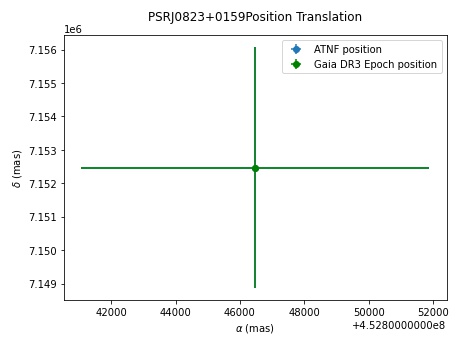 PSRJ0823+0159Position Translation
1e6
ATNF position
Gaia DR3 Epoch position
7.156
7.155
7.154
7.153
7.152
7.151
7.150
7.149
δ (mas)
42000 44000 46000 48000 50000 52000
+4.5280000000e8
α (mas)